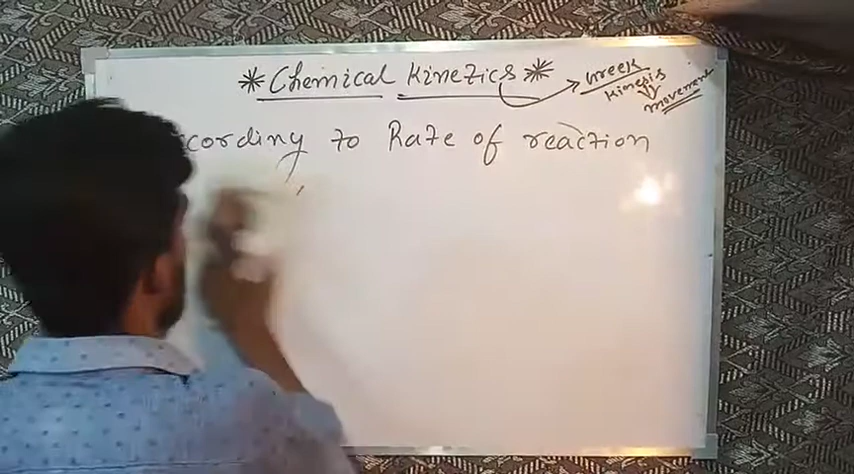 * Chemical Kinetics *
Greek
kinesis
movement
cording to Rate of reaction